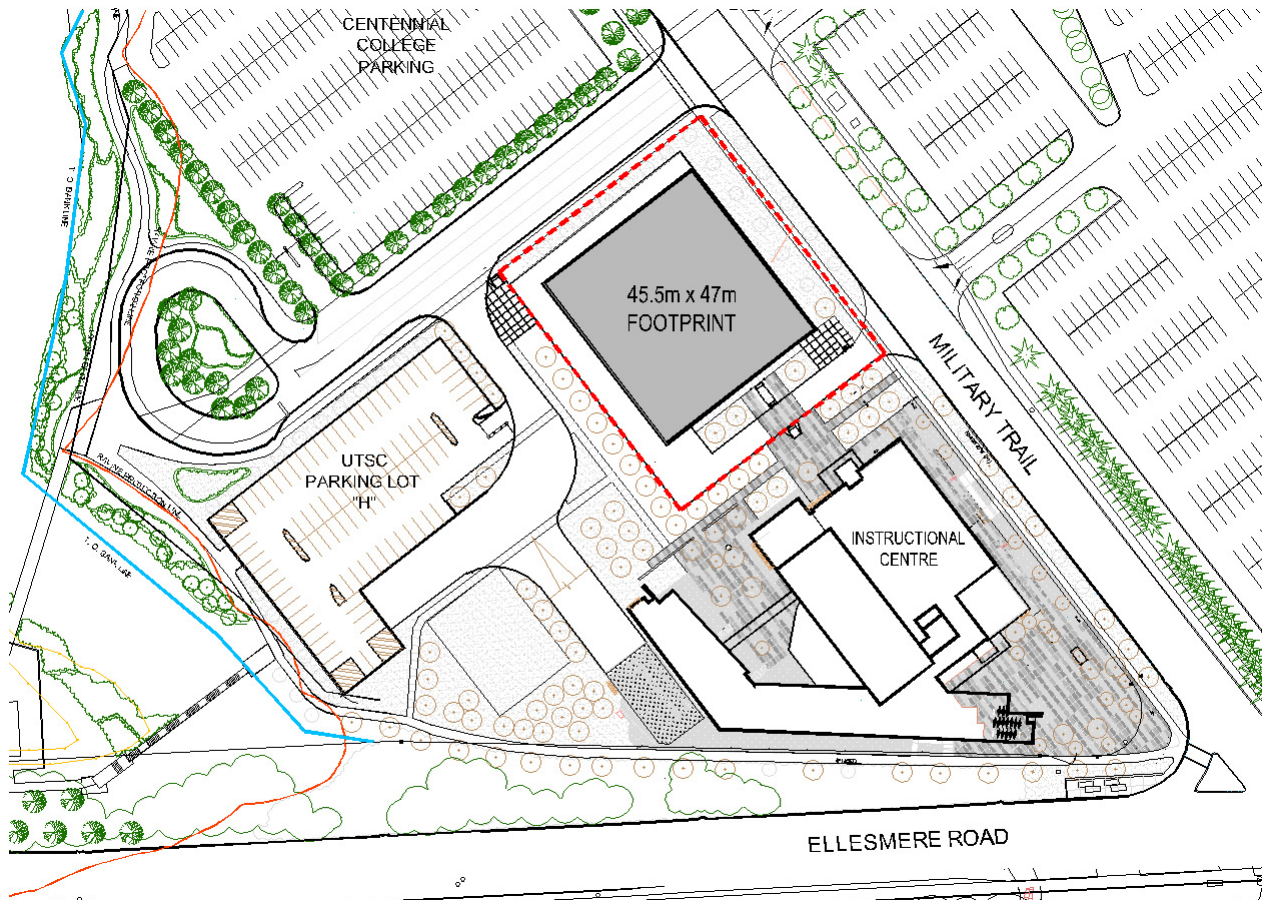 CENTENNIAL
COLLEGE
PARKING
45.5m x 47m
FOOTPRINT
MILITARY TRAIL
UTSC
PARKING LOT
"H"
INSTRUCTIONAL
CENTRE
ELLESMERE ROAD